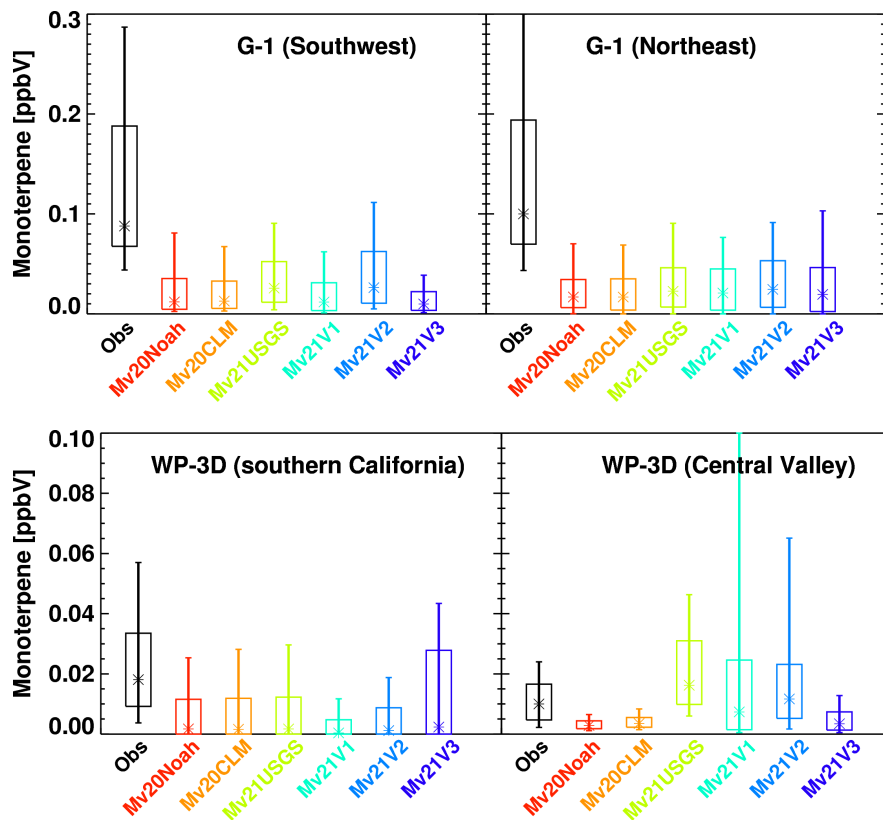 G-1 (Southwest)
G-1 (Northeast)
Monoterpene [ppbV]
0.3
0.2
0.1
0.0
Obs
Mv20Noah
Mv20CLM
Mv21USGS
Mv21V1
Mv21V2
Mv21V3
Obs
Mv20Noah
Mv20CLM
Mv21USGS
Mv21V1
Mv21V2
Mv21V3
WP-3D (southern California)
WP-3D (Central Valley)
Monoterpene [ppbV]
0.10
0.08
0.06
0.04
0.02
0.00
Obs
Mv20Noah
Mv20CLM
Mv21USGS
Mv21V1
Mv21V2
Mv21V3
Obs
Mv20Noah
Mv20CLM
Mv21USGS
Mv21V1
Mv21V2
Mv21V3